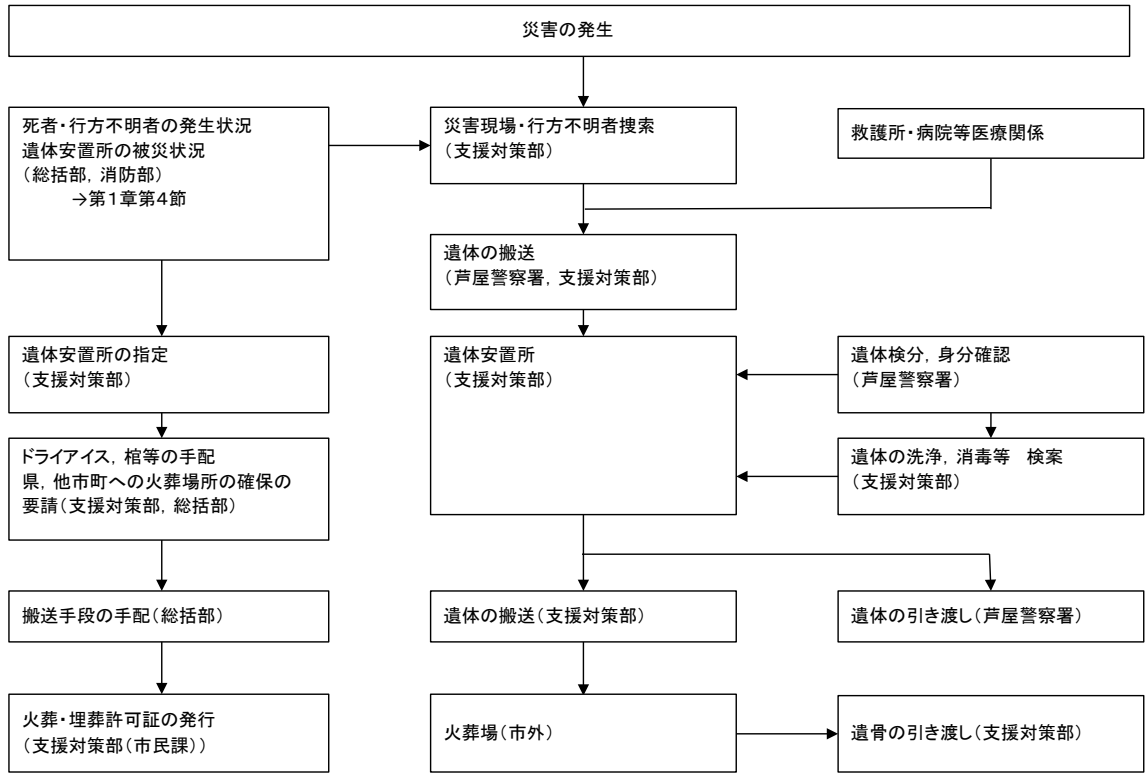 災害の発生
死者・行方不明者の発生状況
遺体安置所の被災状況
(総括部，消防部)
→第１章第４節
災害現場・行方不明者捜索
(支援対策部)
救護所・病院等医療関係
遺体の搬送
(芦屋警察署，支援対策部)
遺体安置所の指定
(支援対策部)
遺体安置所
(支援対策部)
遺体検分，身分確認
(芦屋警察署)
ドライアイス，棺等の手配
県，他市町への火葬場所の確保の
要請(支援対策部，総括部)
遺体の洗浄，消毒等　検案
(支援対策部)
搬送手段の手配(総括部)
遺体の搬送(支援対策部)
遺体の引き渡し(芦屋警察署)
火葬・埋葬許可証の発行
(支援対策部(市民課))
火葬場(市外)
遺骨の引き渡し(支援対策部)